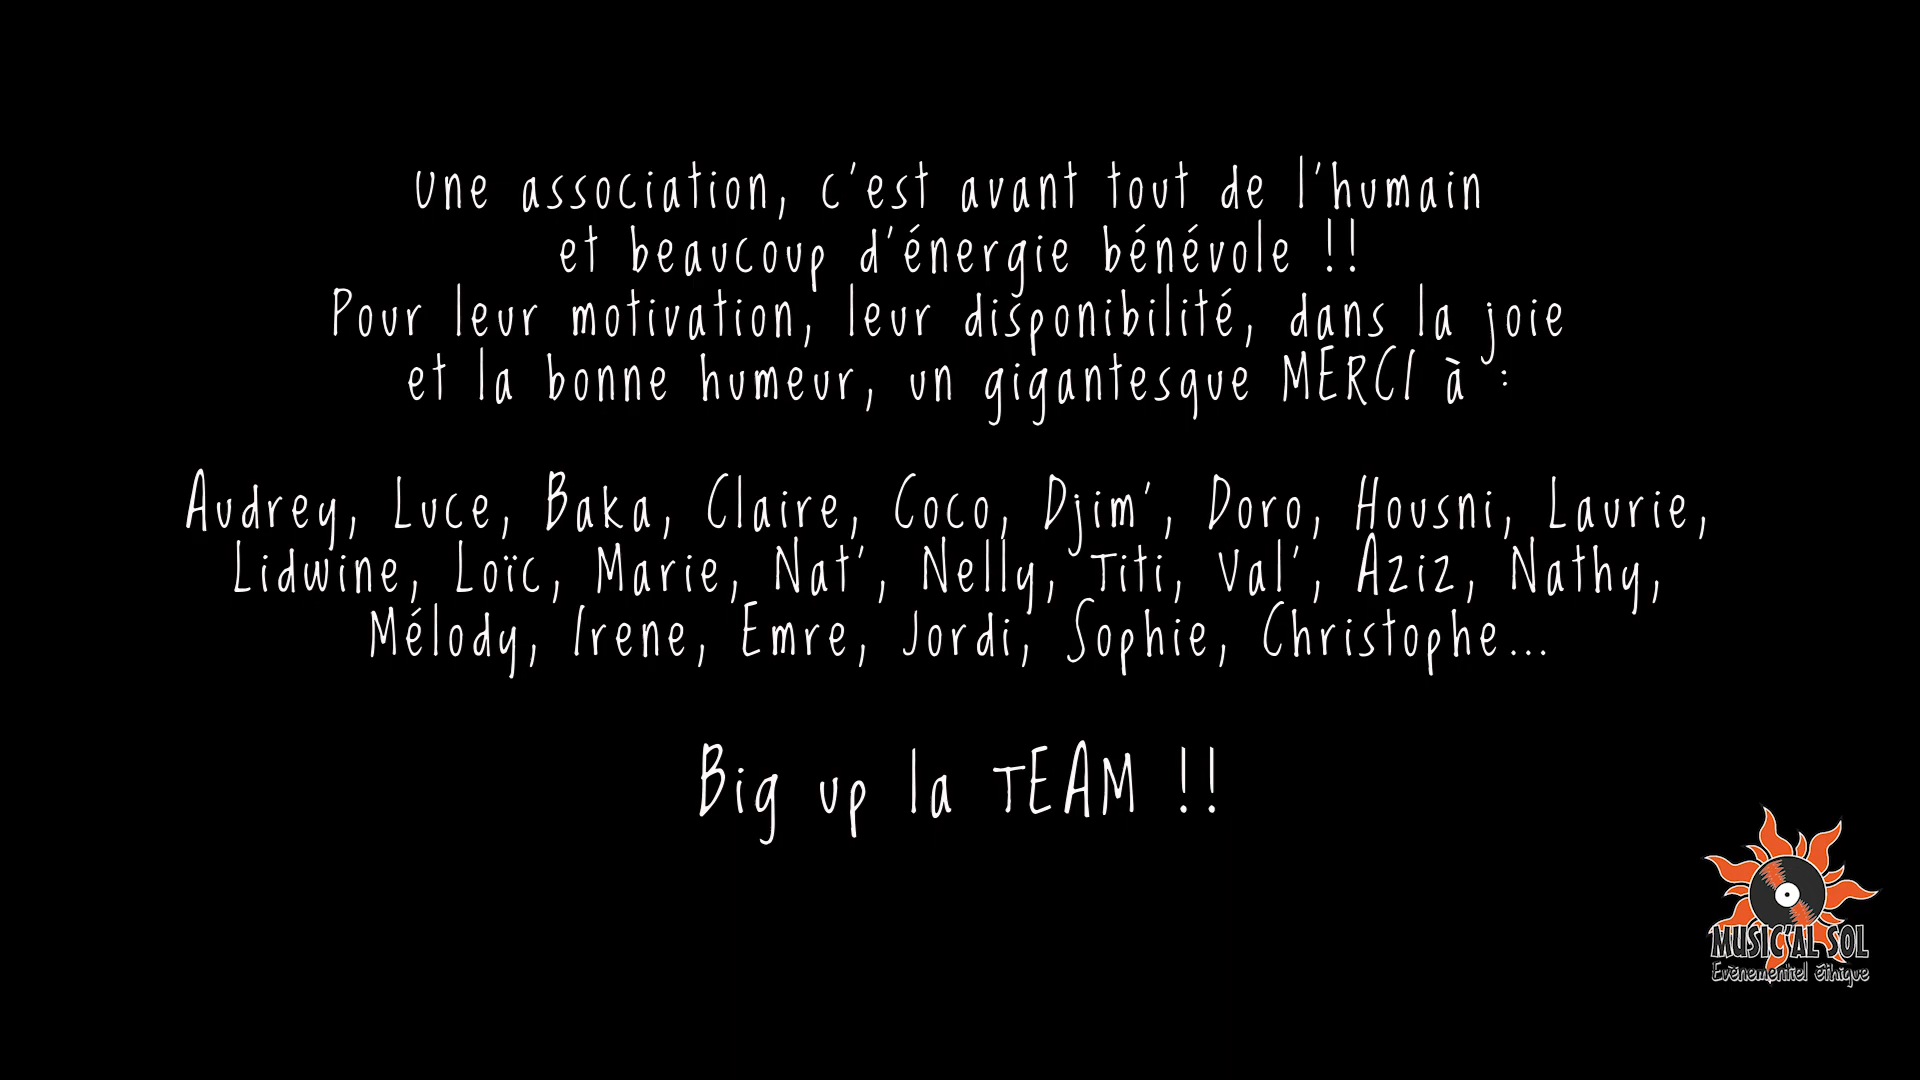 Une association, c'est avant tout de l'humain
et beaucoup d'énergie bénévole !!
Pour leur motivation, leur disponibilité, dans la joie
et la bonne humeur, un gigantesque MERCI à :
Audrey, Luce, Baka, Claire, Coco, Djim', Doro, Housni, Laurie,
Lidwine, Loïc, Marie, Nat', Nelly, Titi, Val', Aziz, Nathy,
Mélody, Irene, Emre, Jordi, Sophie, Christophe...
Big up la TEAM !!
MUSIC'AL SOL
Evènementiel éthique